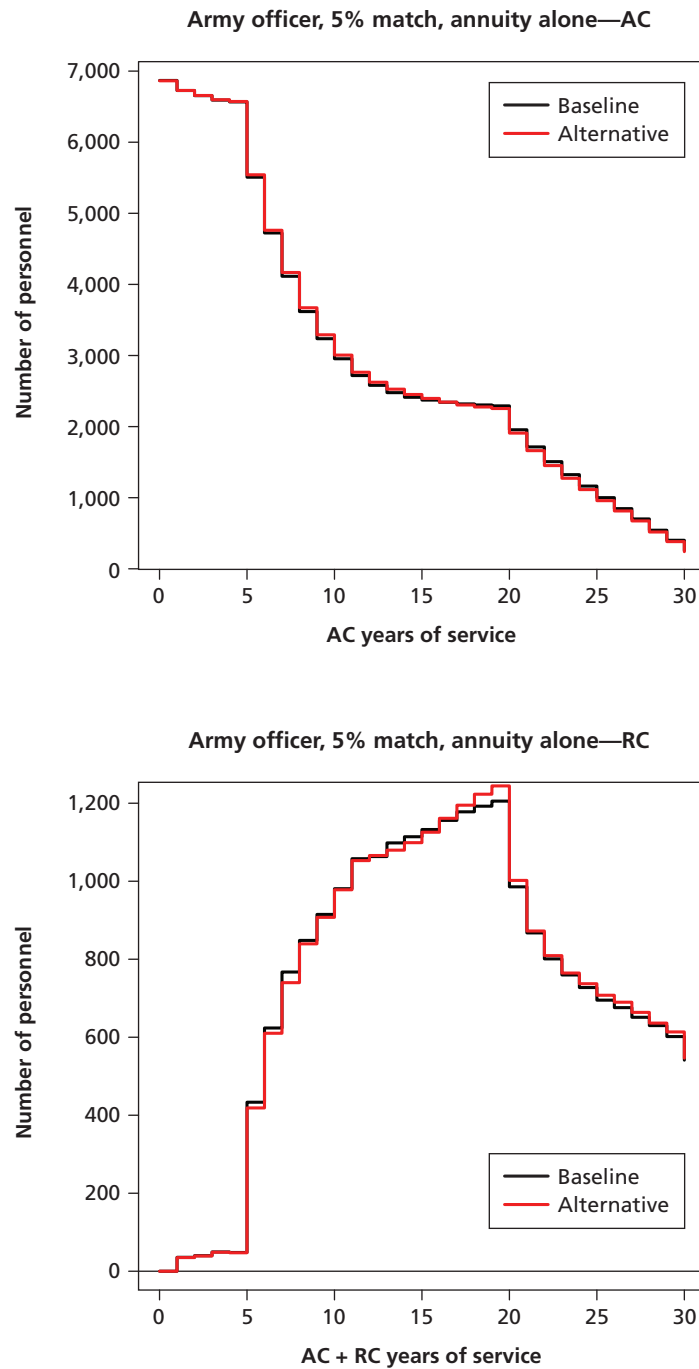 Army officer, 5% match, annuity alone—AC
7,000
6,000
5,000
4,000
3,000
2,000
1,000
0
Number of personnel
Baseline
Alternative
0 5 10 15 20 25 30
AC years of service
Army officer, 5% match, annuity alone—RC
1,200
1,000
800
600
400
200
0
Number of personnel
Baseline
Alternative
0 5 10 15 20 25 30
AC + RC years of service